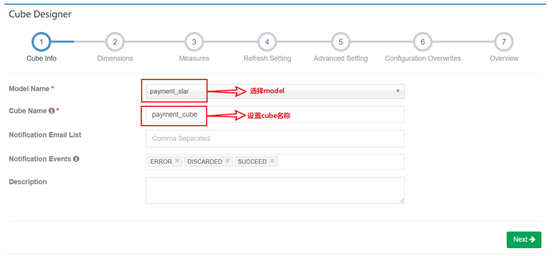 Cube Designer
1 2 3 4 5 6 7
Cube Info Dimensions Measures Refresh Setting Advanced Setting Configuration Overwrites Overview
Model Name * payment_star 选择model
Cube Name * payment_cube 设置cube名称
Notification Email List Comma Separated
Notification Events ERROR × DISCARDED × SUCCEED ×
Description
Next